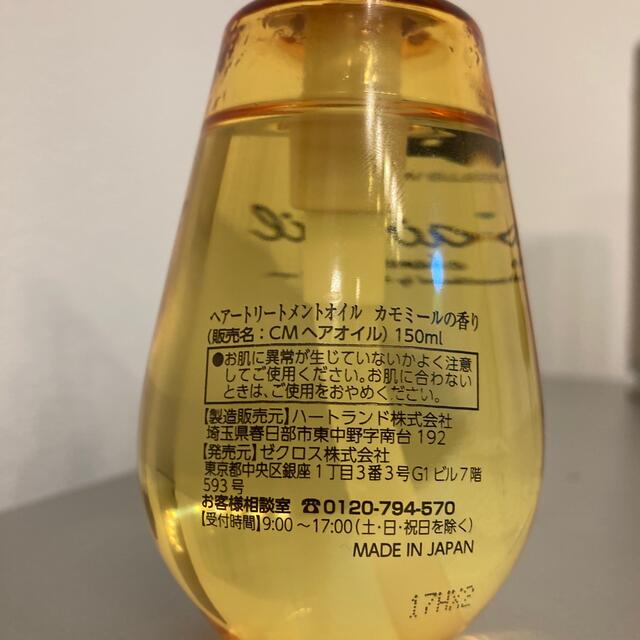 ヘアートリートメントオイル カモミールの香り
(販売名：CMヘアオイル) 150ml
●お肌に異常が生じていないかよく注意
してご使用ください。お肌に合わない
ときは、ご使用をおやめください。
【製造販売元】ハートランド株式会社
埼玉県春日部市東中野字南台 192
【発売元】ゼクロス株式会社
東京都中央区銀座1丁目3番3号G1ビル7階
593号
お客様相談室 ☎0120-794-570
【受付時間】9:00～17:00(土・日・祝日を除く)
MADE IN JAPAN
17HX2